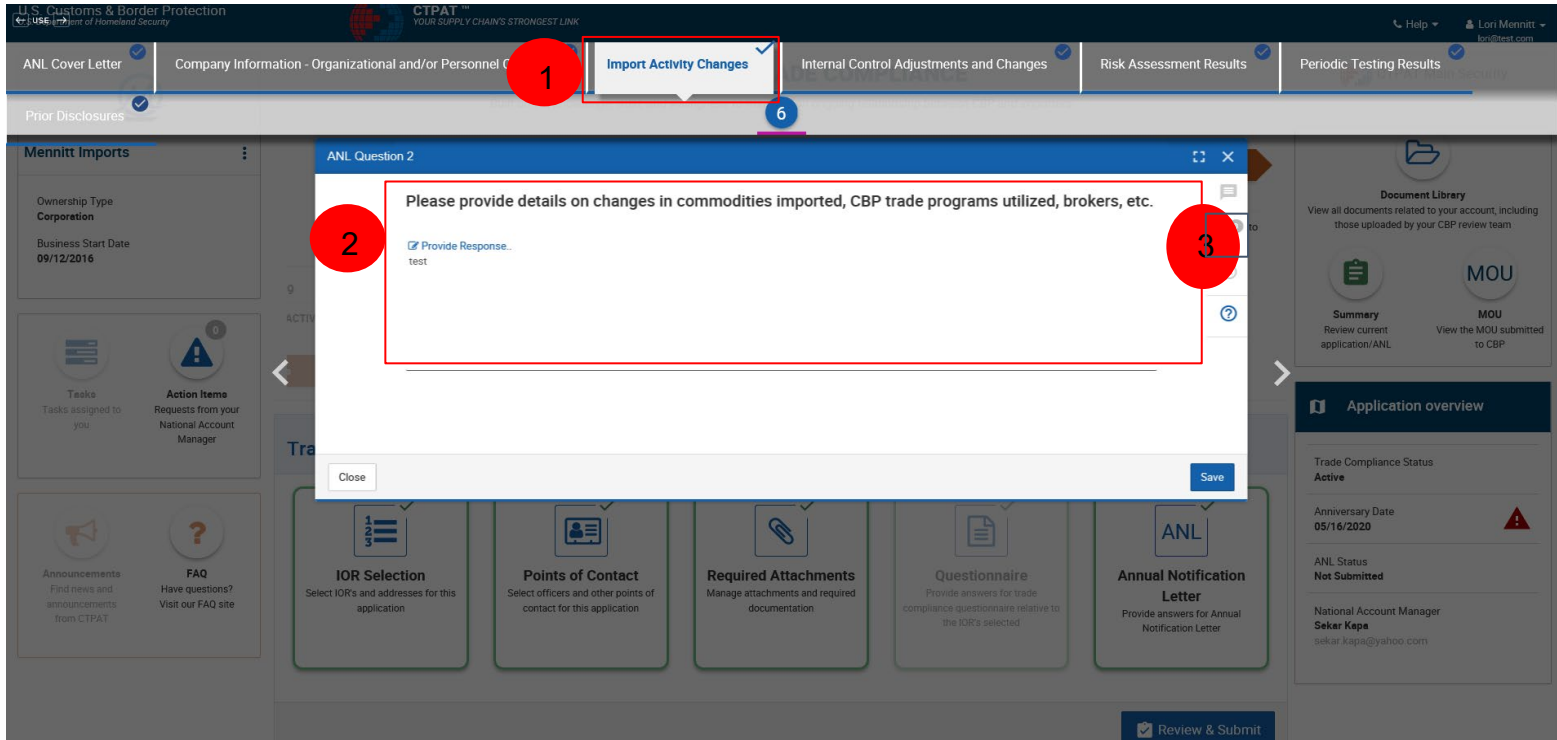 U.S. Customs & Border Protection
U.S. Department of Homeland Security
← USE →
CTPAT ™
YOUR SUPPLY CHAIN'S STRONGEST LINK
Help
Lori Mennitt
lori@test.com
ANL Cover Letter
Company Information - Organizational and/or Personnel
1
Import Activity Changes
Internal Control Adjustments and Changes
Risk Assessment Results
Periodic Testing Results
Prior Disclosures
6
Mennitt Imports
Ownership Type
Corporation
Business Start Date
09/12/2016
0
Tasks
Tasks assigned to
you
Action Items
Requests from your
National Account
Manager
Announcements
Find news and
announcements
from CTPAT
FAQ
Have questions?
Visit our FAQ site
ANL Question 2
2
Please provide details on changes in commodities imported, CBP trade programs utilized, brokers, etc.
Provide Response..
test
3
to
9
ACTIV
Tra
Close
Save
IOR Selection
Select IOR's and addresses for this
application
Points of Contact
Select officers and other points of
contact for this application
Required Attachments
Manage attachments and required
documentation
Questionnaire
Provide answers for trade
compliance questionnaire relative to
the IOR's selected
ANL
Annual Notification
Letter
Provide answers for Annual
Notification Letter
Review & Submit
Document Library
View all documents related to your account, including
those uploaded by your CBP review team
Summary
Review current
application/ANL
MOU
MOU
View the MOU submitted
to CBP
Application overview
Trade Compliance Status
Active
Anniversary Date
05/16/2020
ANL Status
Not Submitted
National Account Manager
Sekar Kapa
sekar.kapa@yahoo.com